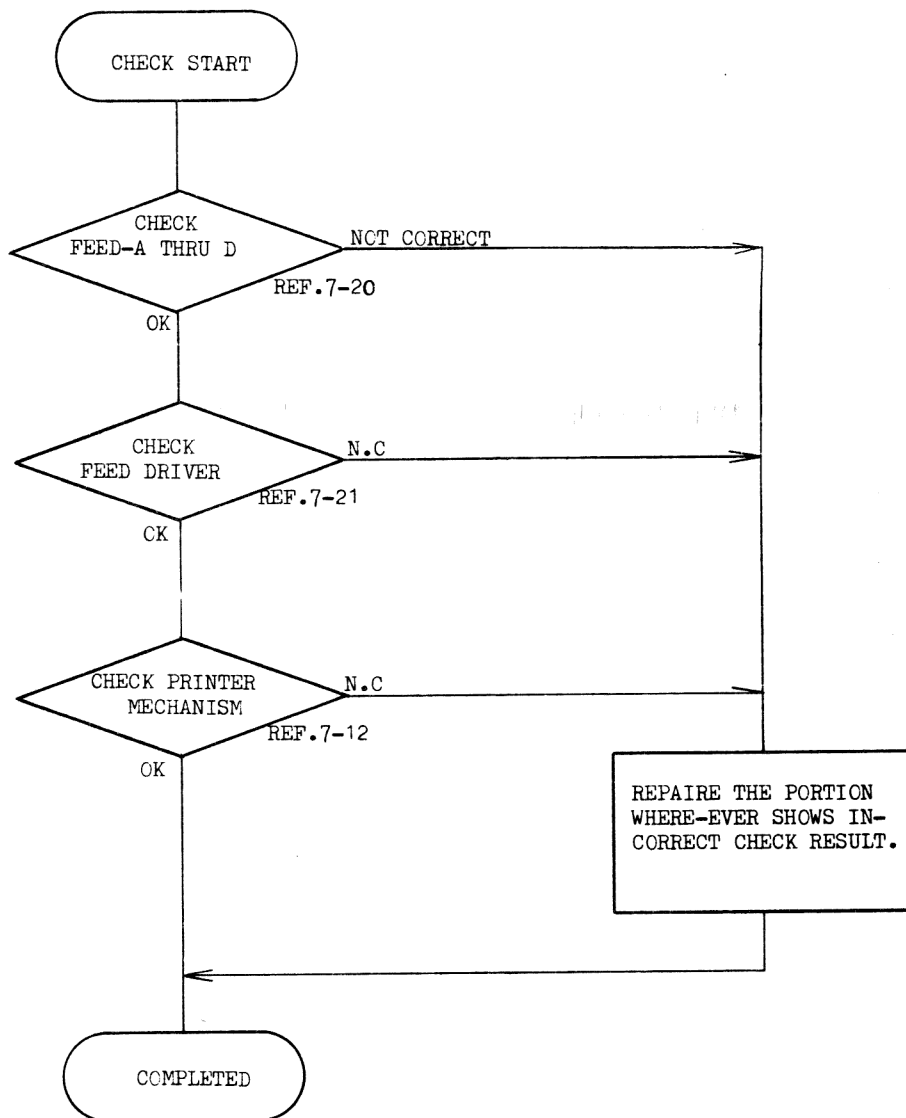 CHECK START
CHECK
FEED-A THRU D
NOT CORRECT
REF.7-20
OK
CHECK
FEED DRIVER
N.C
REF.7-21
CK
CHECK PRINTER
MECHANISM
N.C
REF.7-12
OK
REPAIRE THE PORTION
WHERE-EVER SHOWS IN-
CORRECT CHECK RESULT.
COMPLETED